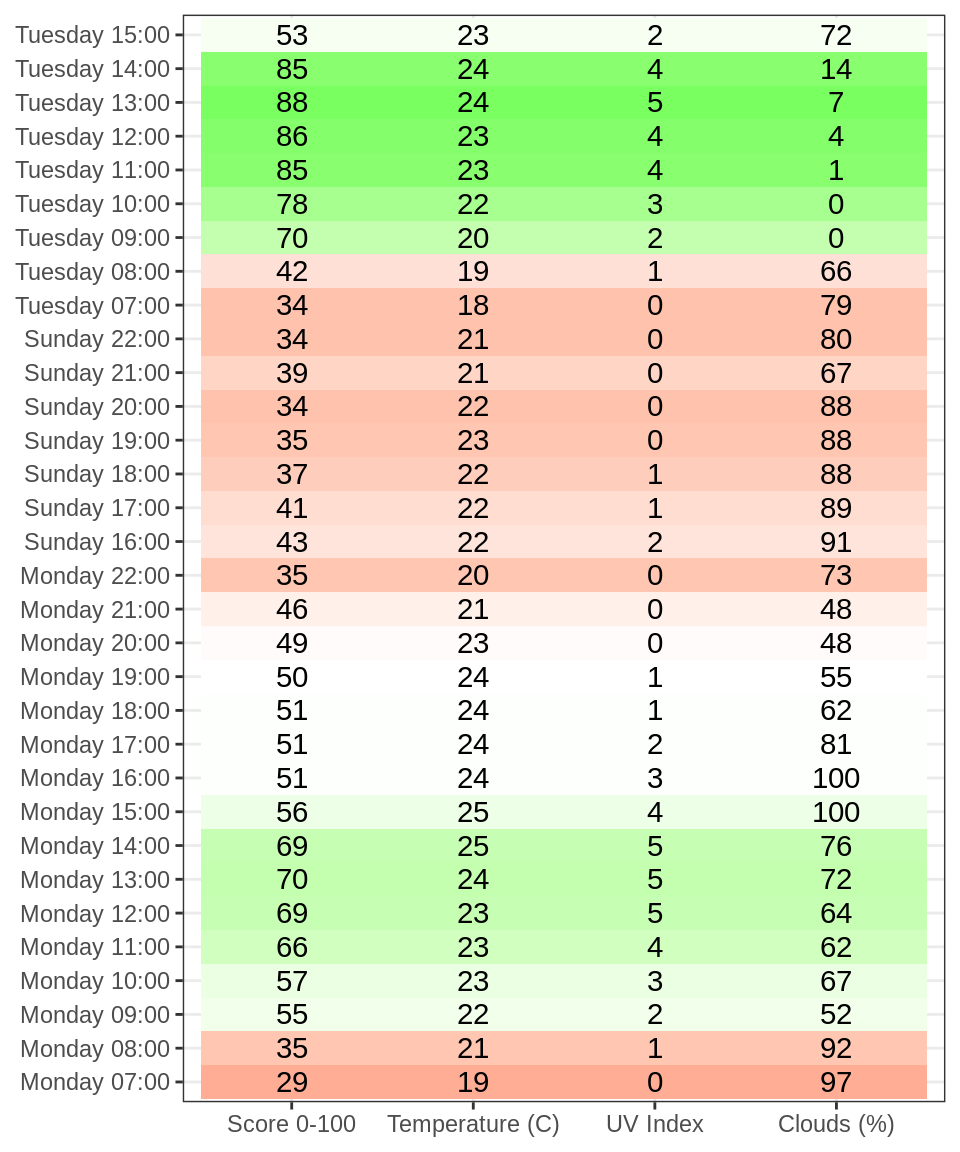 Tuesday 15:00 53 23 2 72
Tuesday 14:00 85 24 4 14
Tuesday 13:00 88 24 5 7
Tuesday 12:00 86 23 4 4
Tuesday 11:00 85 23 4 1
Tuesday 10:00 78 22 3 0
Tuesday 09:00 70 20 2 0
Tuesday 08:00 42 19 1 66
Tuesday 07:00 34 18 0 79
Sunday 22:00 34 21 0 80
Sunday 21:00 39 21 0 67
Sunday 20:00 34 22 0 88
Sunday 19:00 35 23 0 88
Sunday 18:00 37 22 1 88
Sunday 17:00 41 22 1 89
Sunday 16:00 43 22 2 91
Monday 22:00 35 20 0 73
Monday 21:00 46 21 0 48
Monday 20:00 49 23 0 48
Monday 19:00 50 24 1 55
Monday 18:00 51 24 1 62
Monday 17:00 51 24 2 81
Monday 16:00 51 24 3 100
Monday 15:00 56 25 4 100
Monday 14:00 69 25 5 76
Monday 13:00 70 24 5 72
Monday 12:00 69 23 5 64
Monday 11:00 66 23 4 62
Monday 10:00 57 23 3 67
Monday 09:00 55 22 2 52
Monday 08:00 35 21 1 92
Monday 07:00 29 19 0 97
Score 0-100 Temperature (C) UV Index Clouds (%)